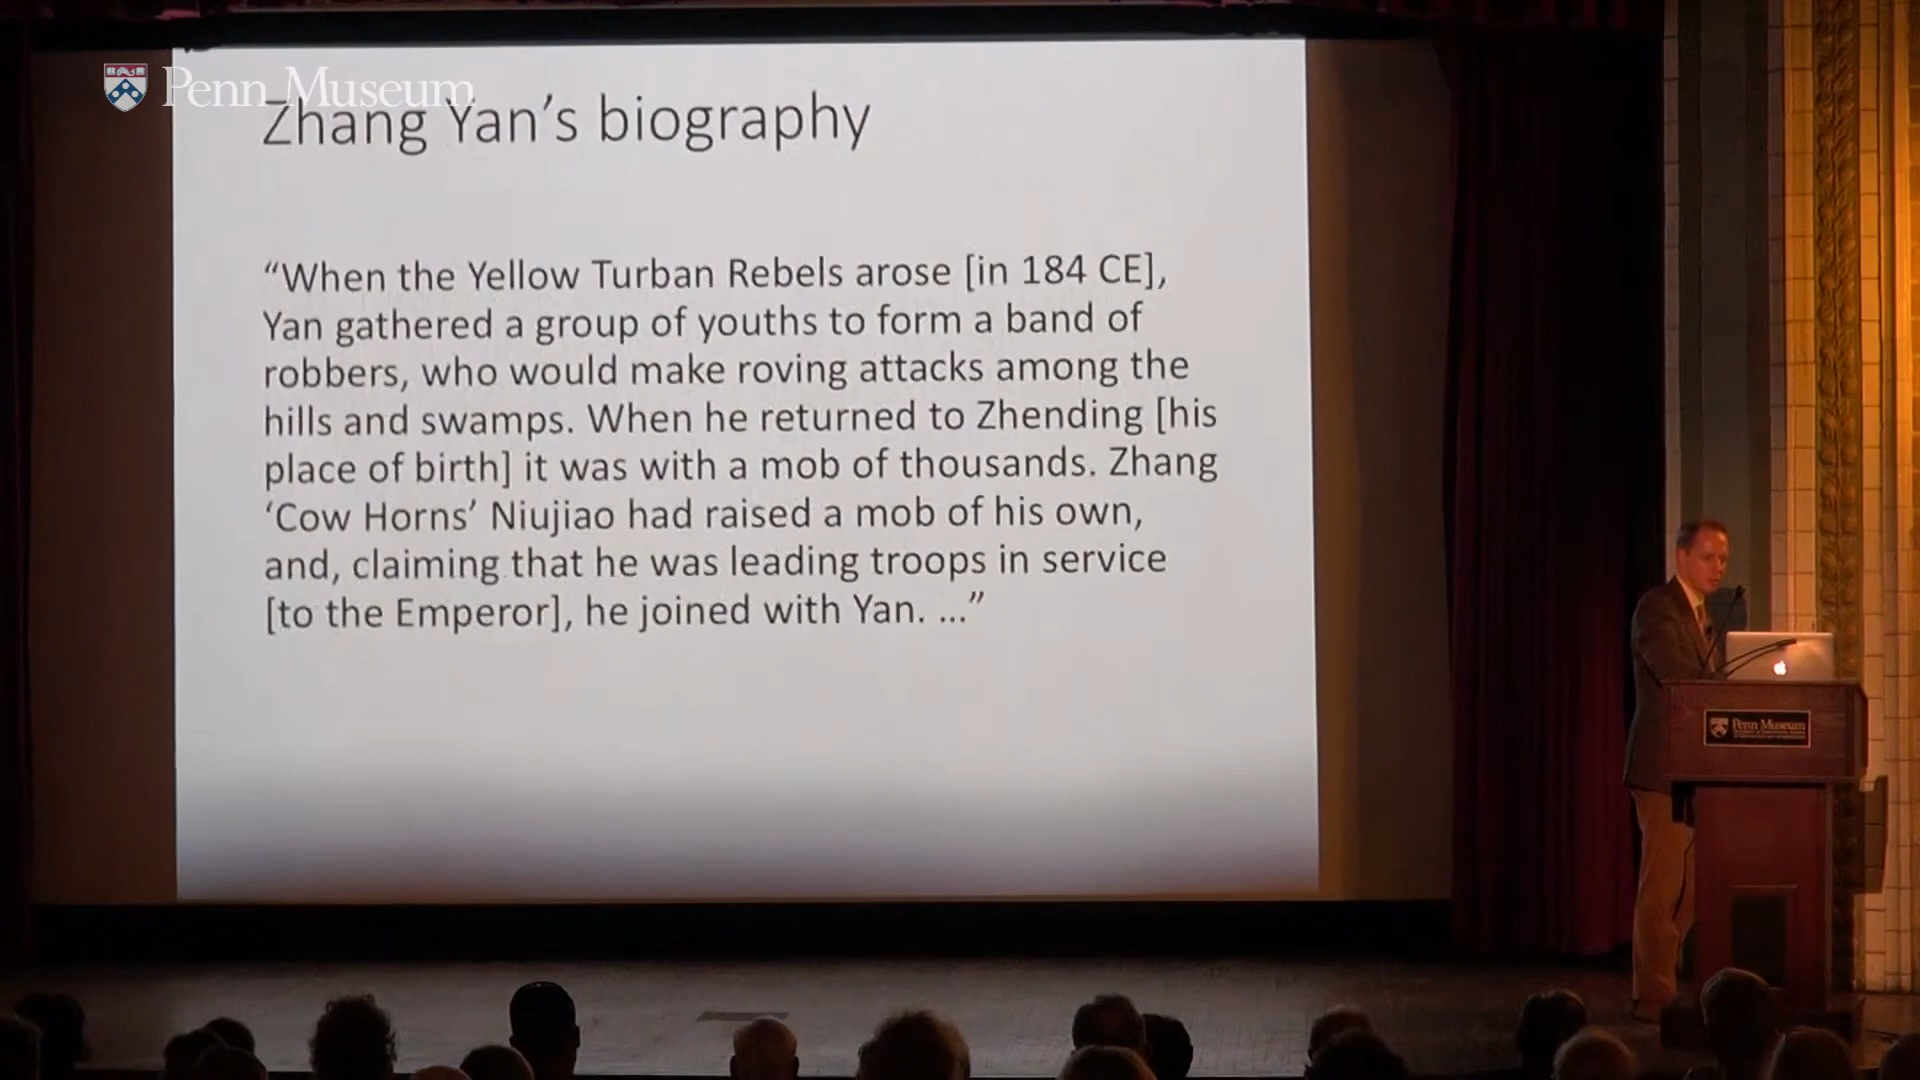 Penn Museum
Zhang Yan’s biography
“When the Yellow Turban Rebels arose [in 184 CE],
Yan gathered a group of youths to form a band of
robbers, who would make roving attacks among the
hills and swamps. When he returned to Zhending [his
place of birth] it was with a mob of thousands. Zhang
‘Cow Horns’ Niujiao had raised a mob of his own,
and, claiming that he was leading troops in service
[to the Emperor], he joined with Yan. ...”
Penn Museum